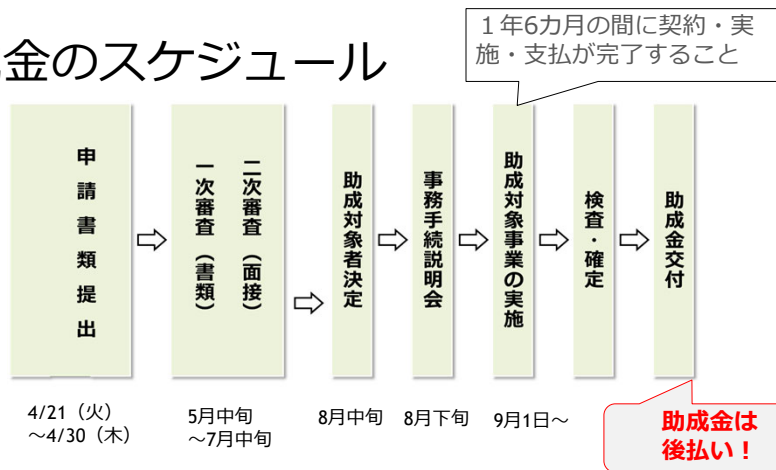 金のスケジュール
１年6カ月の間に契約・実
施・支払が完了すること
申請書類提出
一次審査（書類）
二次審査（面接）
助成対象者決定
事務手続説明会
助成対象事業の実施
検査・確定
助成金交付
4/21（火）
～4/30（木）
5月中旬
～7月中旬
8月中旬
8月下旬
9月1日～
助成金は
後払い！